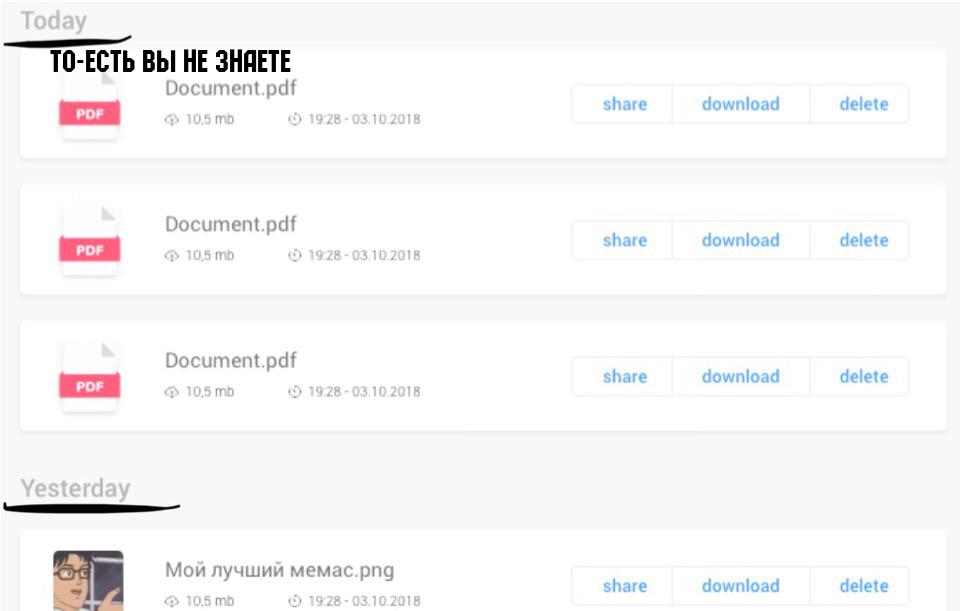 Today
ТО-ЕСТЬ ВЫ НЕ ЗНАЕТЕ
Document.pdf
PDF
10,5 mb 19:28 - 03.10.2018
share download delete
Document.pdf
PDF
10,5 mb 19:28 - 03.10.2018
share download delete
Document.pdf
PDF
10,5 mb 19:28 - 03.10.2018
share download delete
Yesterday
Мой лучший мемас.png
10,5 mb 19:28 - 03.10.2018
share download delete